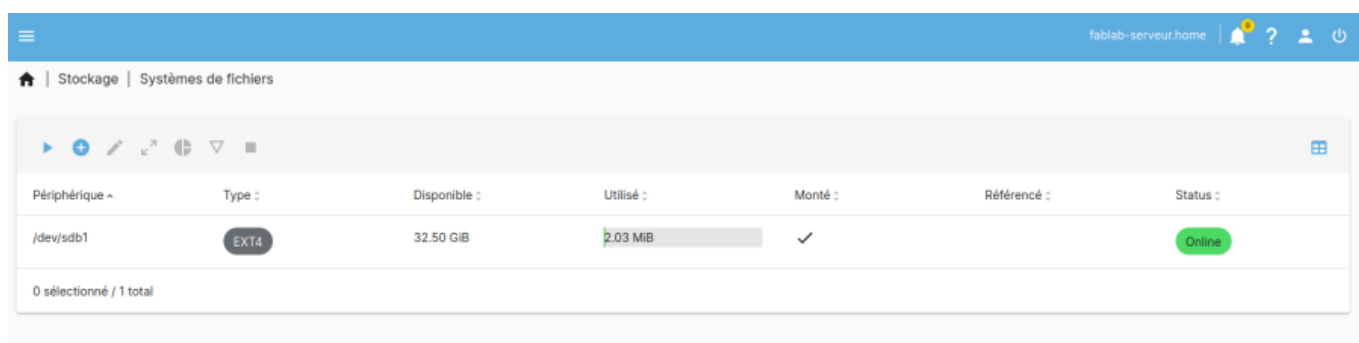 fablab-serveur.home | 9 ?
| Stockage | Systèmes de fichiers
Périphérique Type Disponible Utilisé Monté Référencé Status
/dev/sdb1 EXT4 32.50 GiB 2.03 MiB Online
0 sélectionné / 1 total